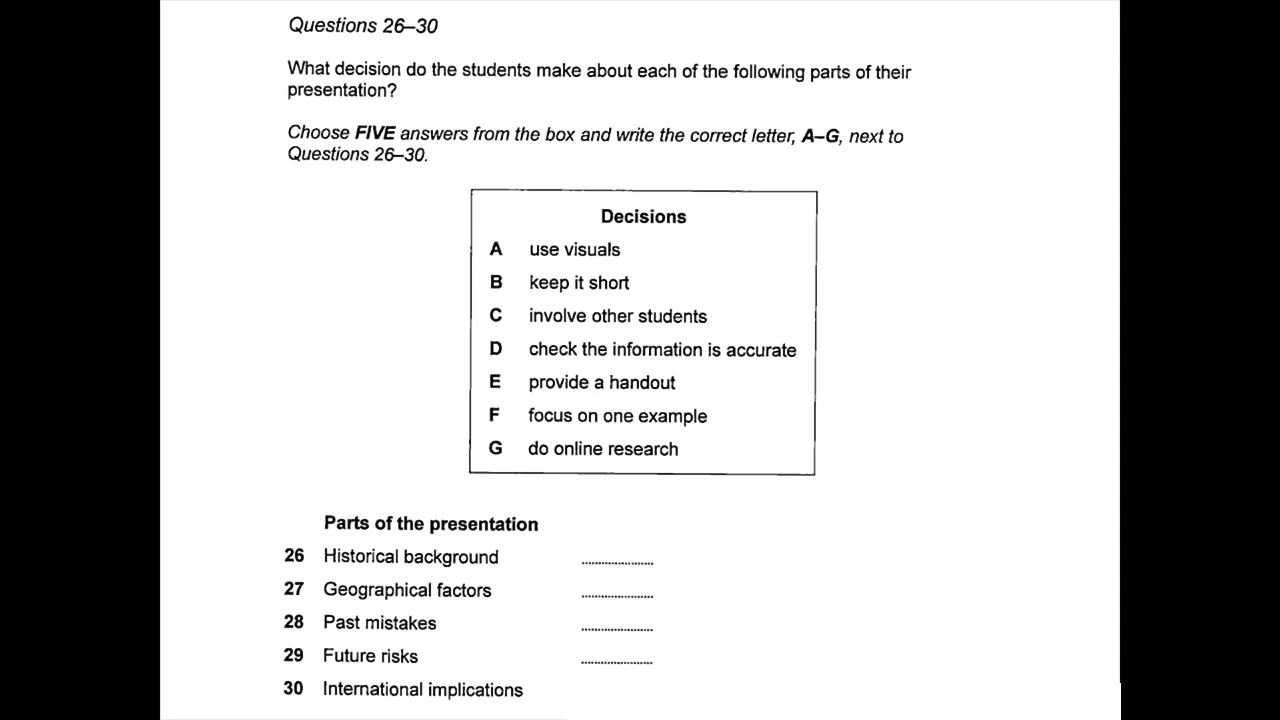 Questions 26–30
What decision do the students make about each of the following parts of their
presentation?
Choose FIVE answers from the box and write the correct letter, A–G, next to
Questions 26–30.
Decisions
A use visuals
B keep it short
C involve other students
D check the information is accurate
E provide a handout
F focus on one example
G do online research
Parts of the presentation
26 Historical background ........................
27 Geographical factors ........................
28 Past mistakes ........................
29 Future risks ........................
30 International implications